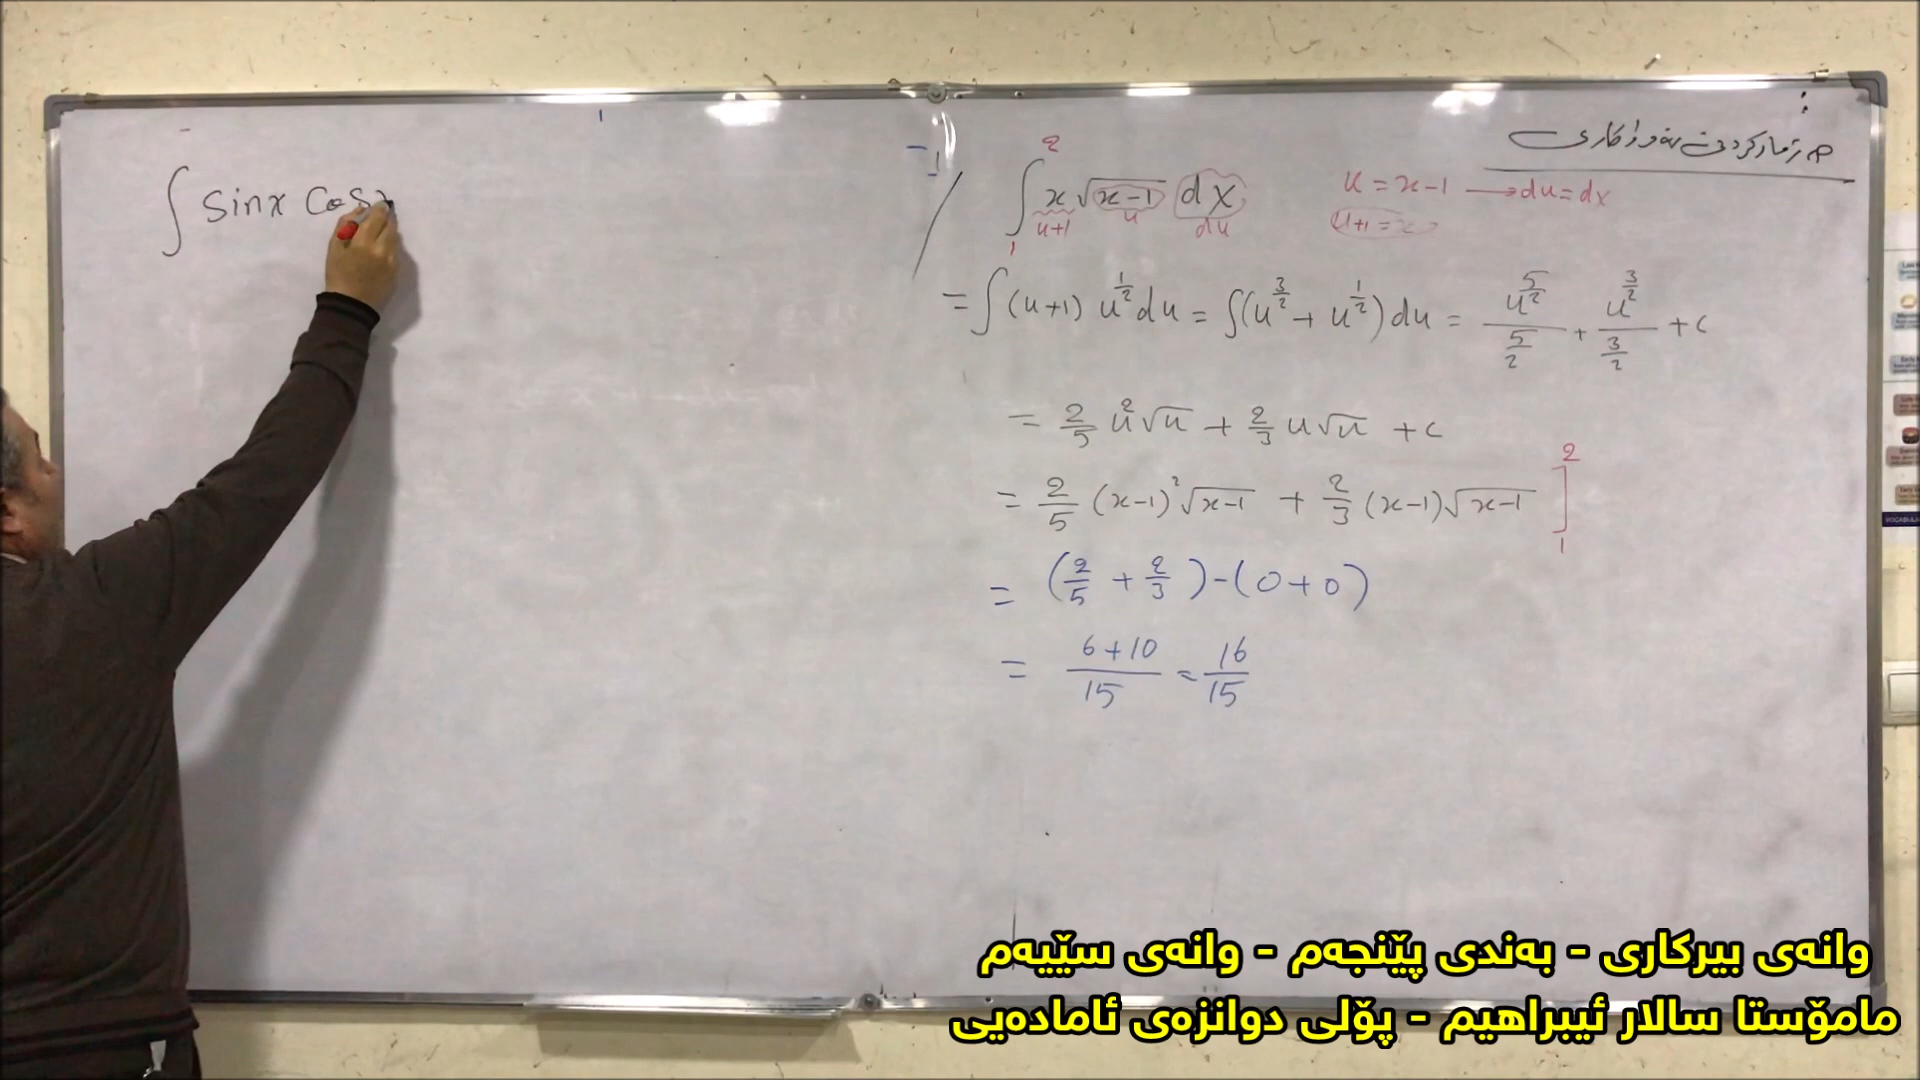 ∫ Sinx Cosx
∫₁² x√(x-1) dx
u+1 u du
u = x-1 → du = dx
u+1 = x
= ∫(u+1) u^(1/2) du = ∫(u^(3/2) + u^(1/2)) du = u^(5/2)/(5/2) + u^(3/2)/(3/2) + c
= 2/5 u²√u + 2/3 u√u + c
= 2/5 (x-1)²√(x-1) + 2/3 (x-1)√(x-1) ]₁²
= (2/5 + 2/3) - (0+0)
= (6+10)/15 = 16/15
وانەی بیرکاری - بەندی پێنجەم - وانەی سێیەم
مامۆستا سالار ئیبراهیم - پۆلی دوانزەی ئامادەیی